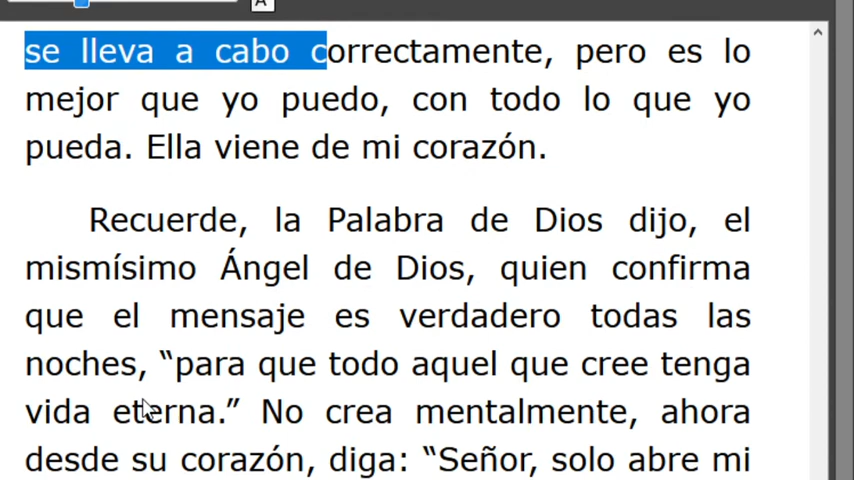 A
se lleva a cabo correctamente, pero es lo
mejor que yo puedo, con todo lo que yo
pueda. Ella viene de mi corazón.
Recuerde, la Palabra de Dios dijo, el
mismísimo Ángel de Dios, quien confirma
que el mensaje es verdadero todas las
noches, “para que todo aquel que cree tenga
vida eterna.” No crea mentalmente, ahora
desde su corazón, diga: “Señor, solo abre mi